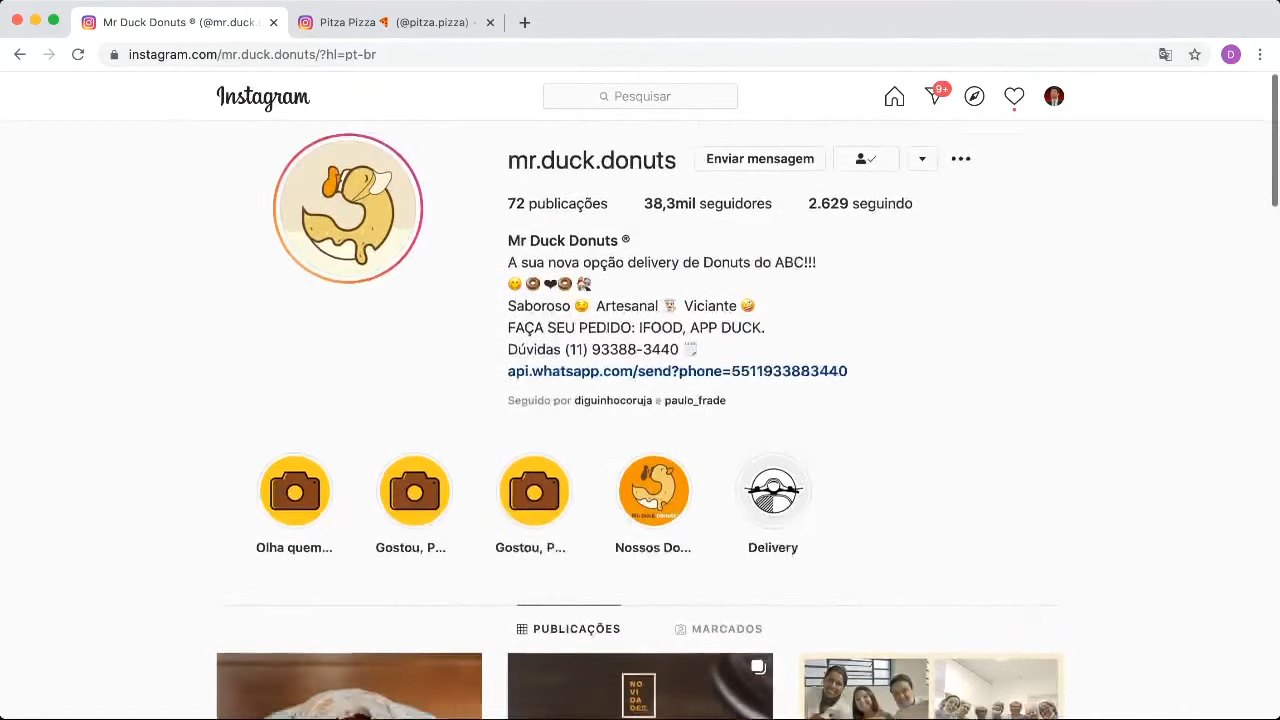 Mr Duck Donuts ® (@mr.duck.
Pitza Pizza 🍕 (@pitza.pizza) ·
instagram.com/mr.duck.donuts/?hl=pt-br
D
Instagram
Pesquisar
9+
mr.duck.donuts
Enviar mensagem
72 publicações
38,3mil seguidores
2.629 seguindo
Mr Duck Donuts ®
A sua nova opção delivery de Donuts do ABC!!!
😋🍩❤🍩
Saboroso 😋 Artesanal 👨‍🍳 Viciante 🤪
FAÇA SEU PEDIDO: IFOOD, APP DUCK.
Dúvidas (11) 93388-3440 🗒
api.whatsapp.com/send?phone=5511933883440
Seguido por diguinhocoruja e paulo_frade
Mr.duck Donuts
Olha quem...
Gostou, P...
Gostou, P...
Nossos Do...
Delivery
PUBLICAÇÕES
MARCADOS
NO
VI
DA
DES